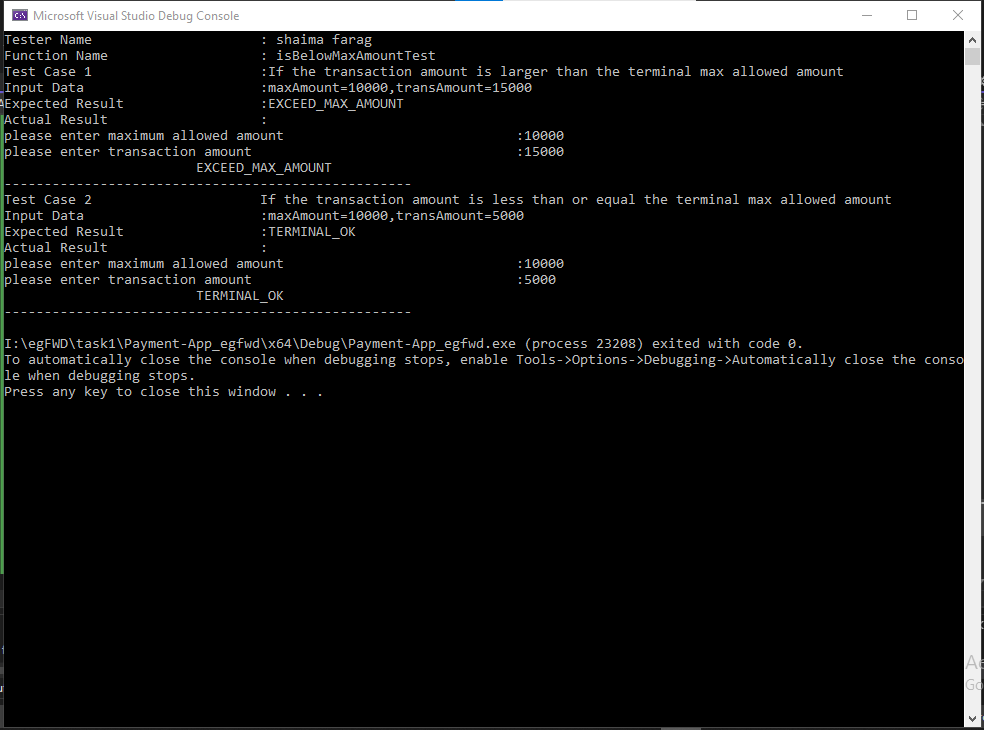 Microsoft Visual Studio Debug Console
Tester Name : shaima farag
Function Name : isBelowMaxAmountTest
Test Case 1 :If the transaction amount is larger than the terminal max allowed amount
Input Data :maxAmount=10000,transAmount=15000
Expected Result :EXCEED_MAX_AMOUNT
Actual Result :
please enter maximum allowed amount :10000
please enter transaction amount :15000
EXCEED_MAX_AMOUNT
---------------------------------------------------
Test Case 2 If the transaction amount is less than or equal the terminal max allowed amount
Input Data :maxAmount=10000,transAmount=5000
Expected Result :TERMINAL_OK
Actual Result :
please enter maximum allowed amount :10000
please enter transaction amount :5000
TERMINAL_OK
---------------------------------------------------
I:\egFWD\task1\Payment-App_egfwd\x64\Debug\Payment-App_egfwd.exe (process 23208) exited with code 0.
To automatically close the console when debugging stops, enable Tools->Options->Debugging->Automatically close the conso
le when debugging stops.
Press any key to close this window . . .